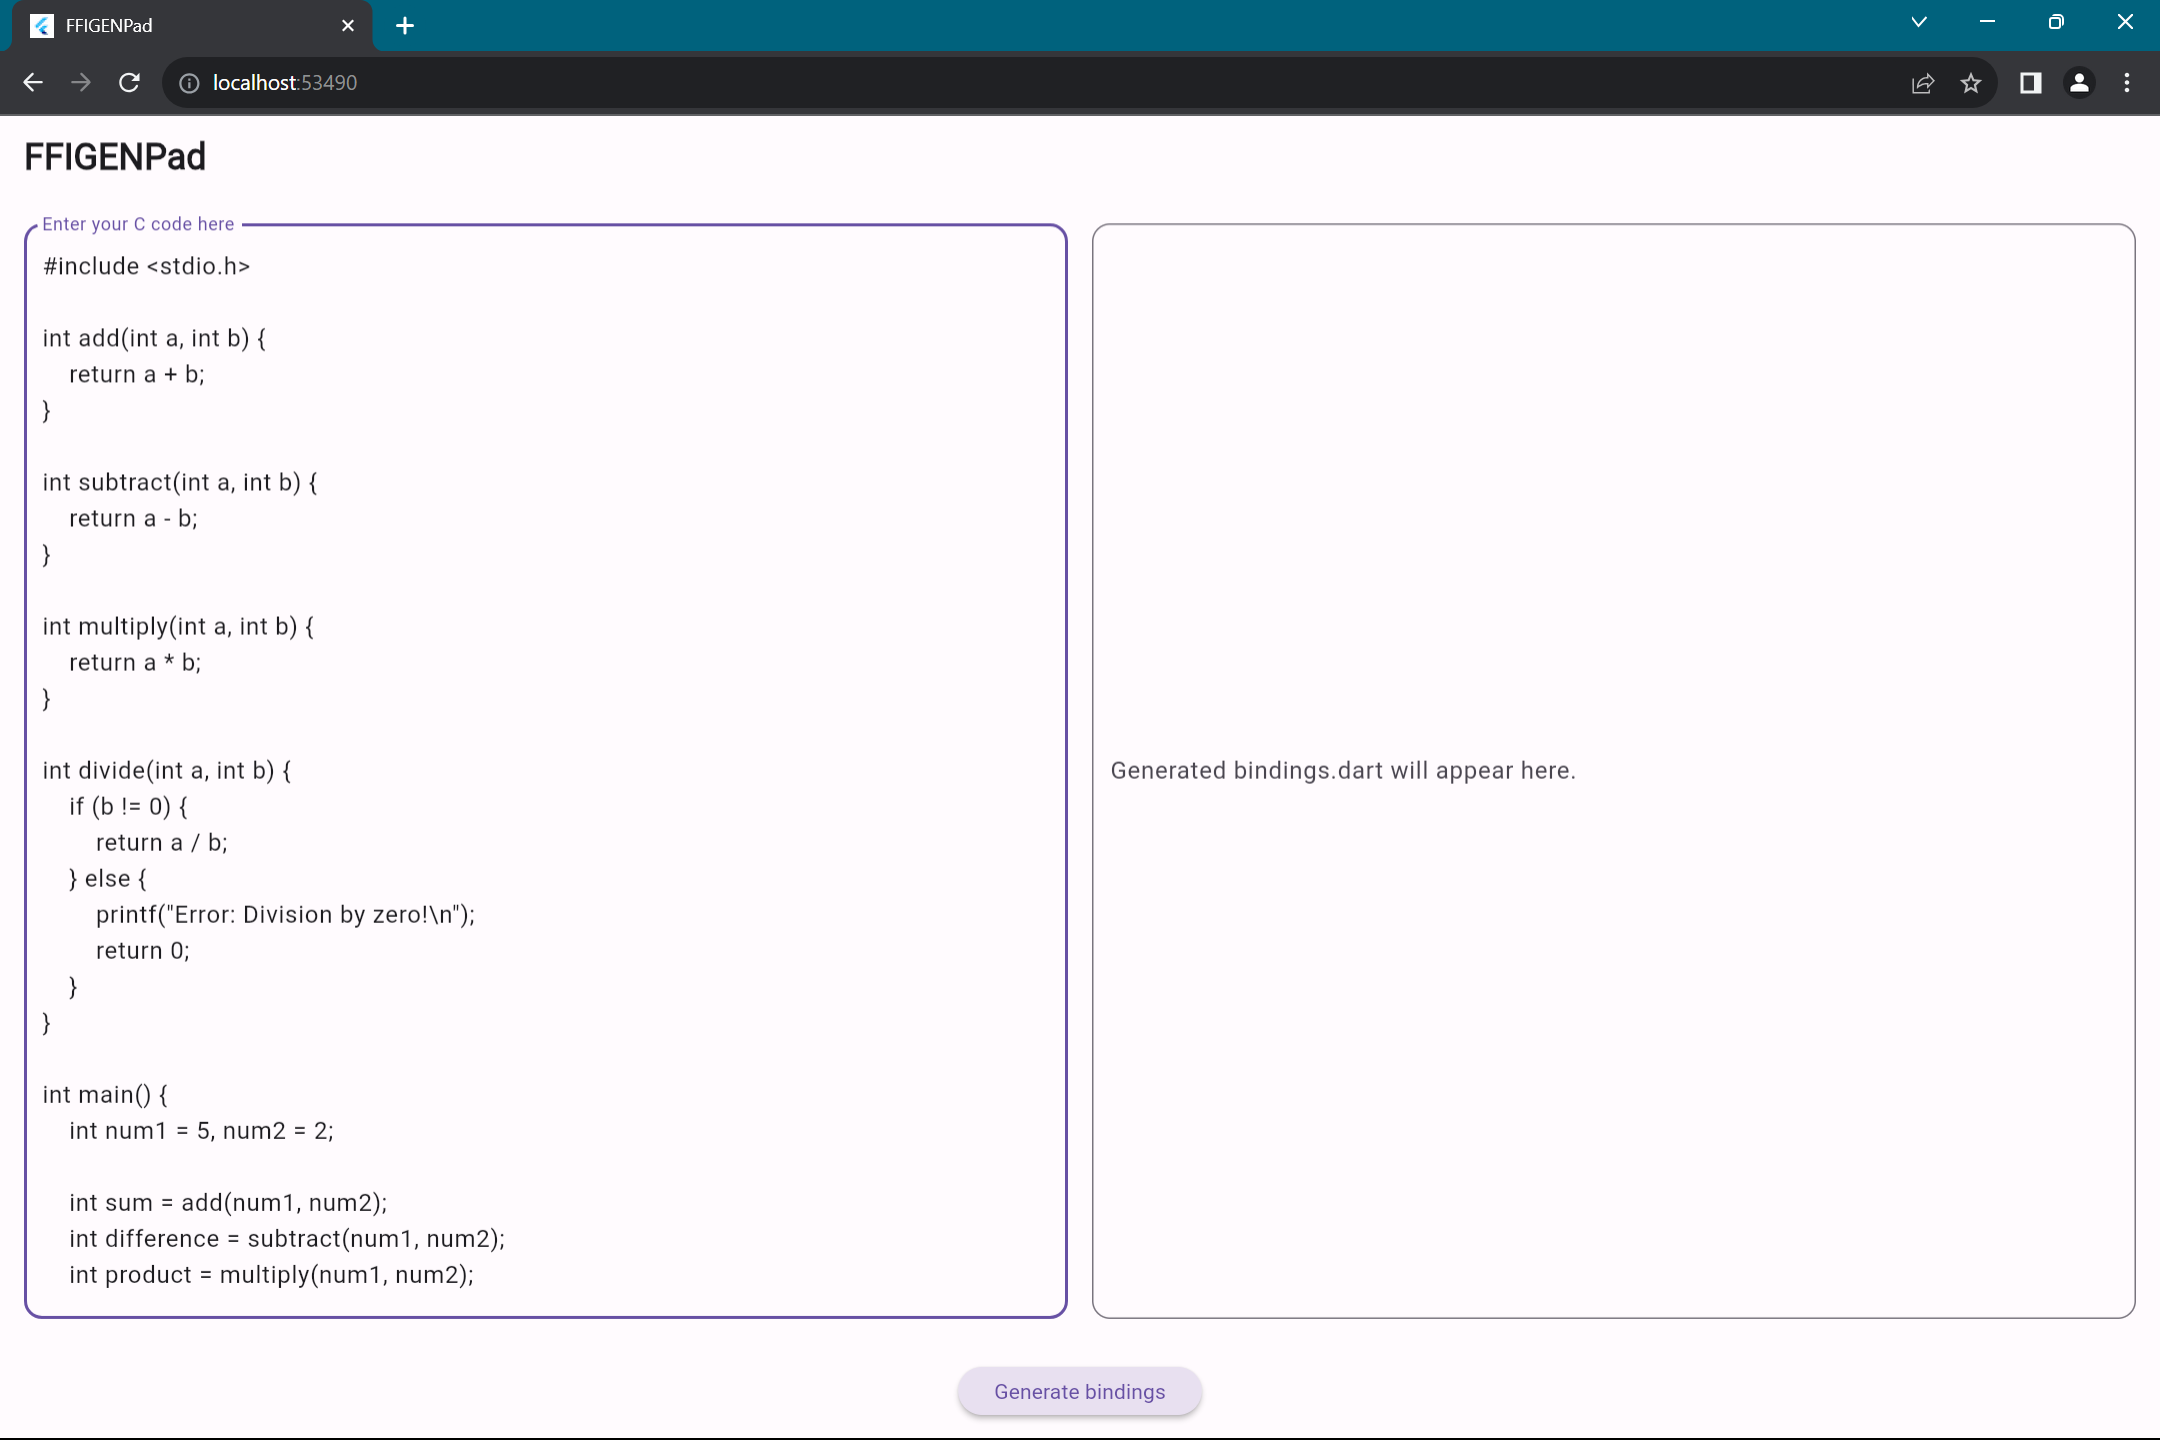 FFIGENPad
localhost:53490
FFIGENPad
Enter your C code here
#include <stdio.h>
int add(int a, int b) {
return a + b;
}
int subtract(int a, int b) {
return a - b;
}
int multiply(int a, int b) {
return a * b;
}
int divide(int a, int b) {
if (b != 0) {
return a / b;
} else {
printf("Error: Division by zero!\n");
return 0;
}
}
int main() {
int num1 = 5, num2 = 2;
int sum = add(num1, num2);
int difference = subtract(num1, num2);
int product = multiply(num1, num2);
Generated bindings.dart will appear here.
Generate bindings